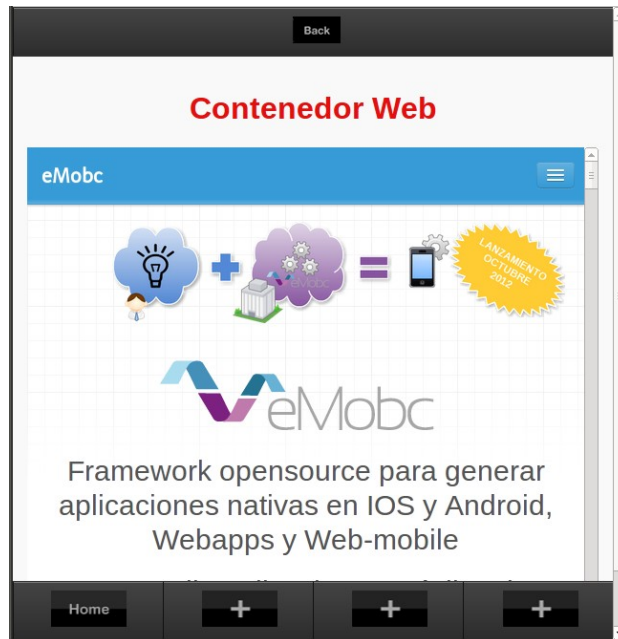 Back
Contenedor Web
eMobc
eMobc
LANZAMIENTO
OCTUBRE
2012
eMobc
Framework opensource para generar
aplicaciones nativas en IOS y Android,
Webapps y Web-mobile
Home